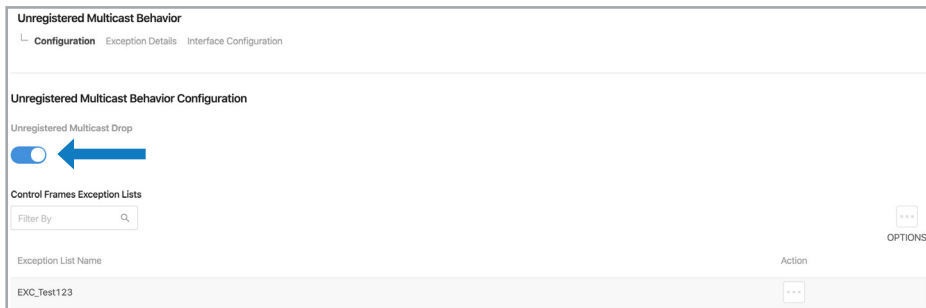 Unregistered Multicast Behavior
Configuration Exception Details Interface Configuration
Unregistered Multicast Behavior Configuration
Unregistered Multicast Drop
Control Frames Exception Lists
Filter By
OPTIONS
Exception List Name Action
EXC_Test123